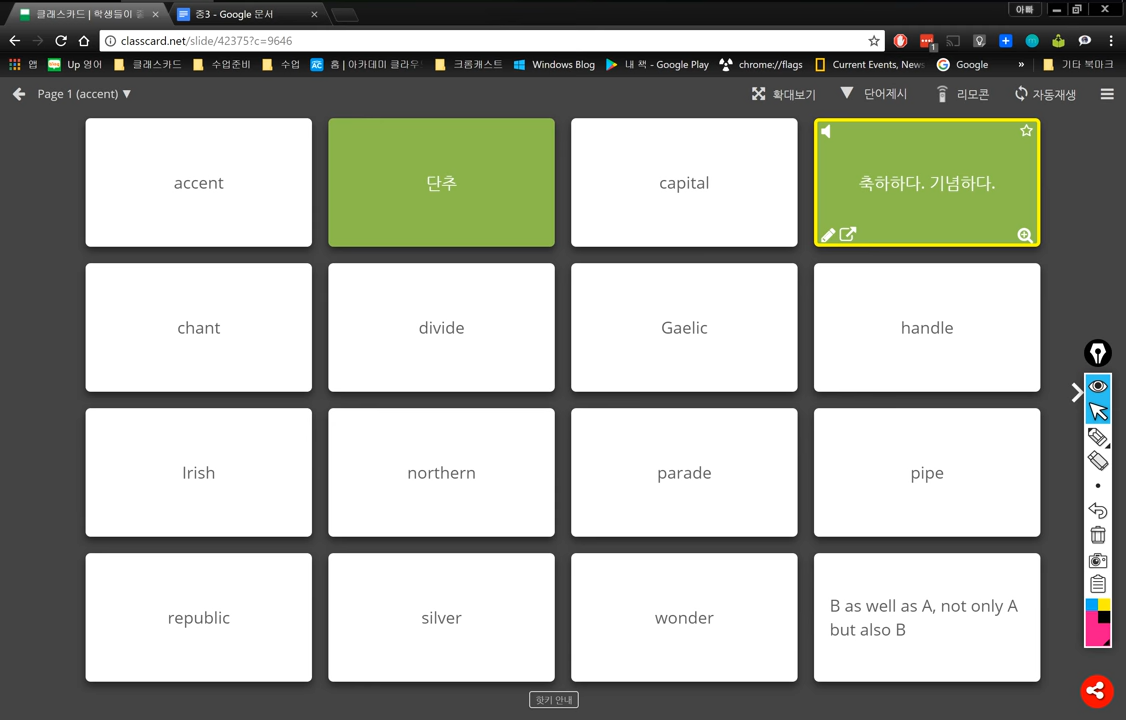 클래스카드 | 학생들이 즐
중3 - Google 문서
아빠
classcard.net/slide/42375?c=9646
1
앱
Up 영어
클래스카드
수업준비
수업
홈 | 아카데미 클라우
크롬캐스트
Windows Blog
내 책 - Google Play
chrome://flags
Current Events, News
Google
»
기타 북마크
Page 1 (accent) ▼
확대보기
단어제시
리모콘
자동재생
accent
단추
capital
축하하다. 기념하다.
chant
divide
Gaelic
handle
Irish
northern
parade
pipe
republic
silver
wonder
B as well as A, not only A
but also B
핫키 안내